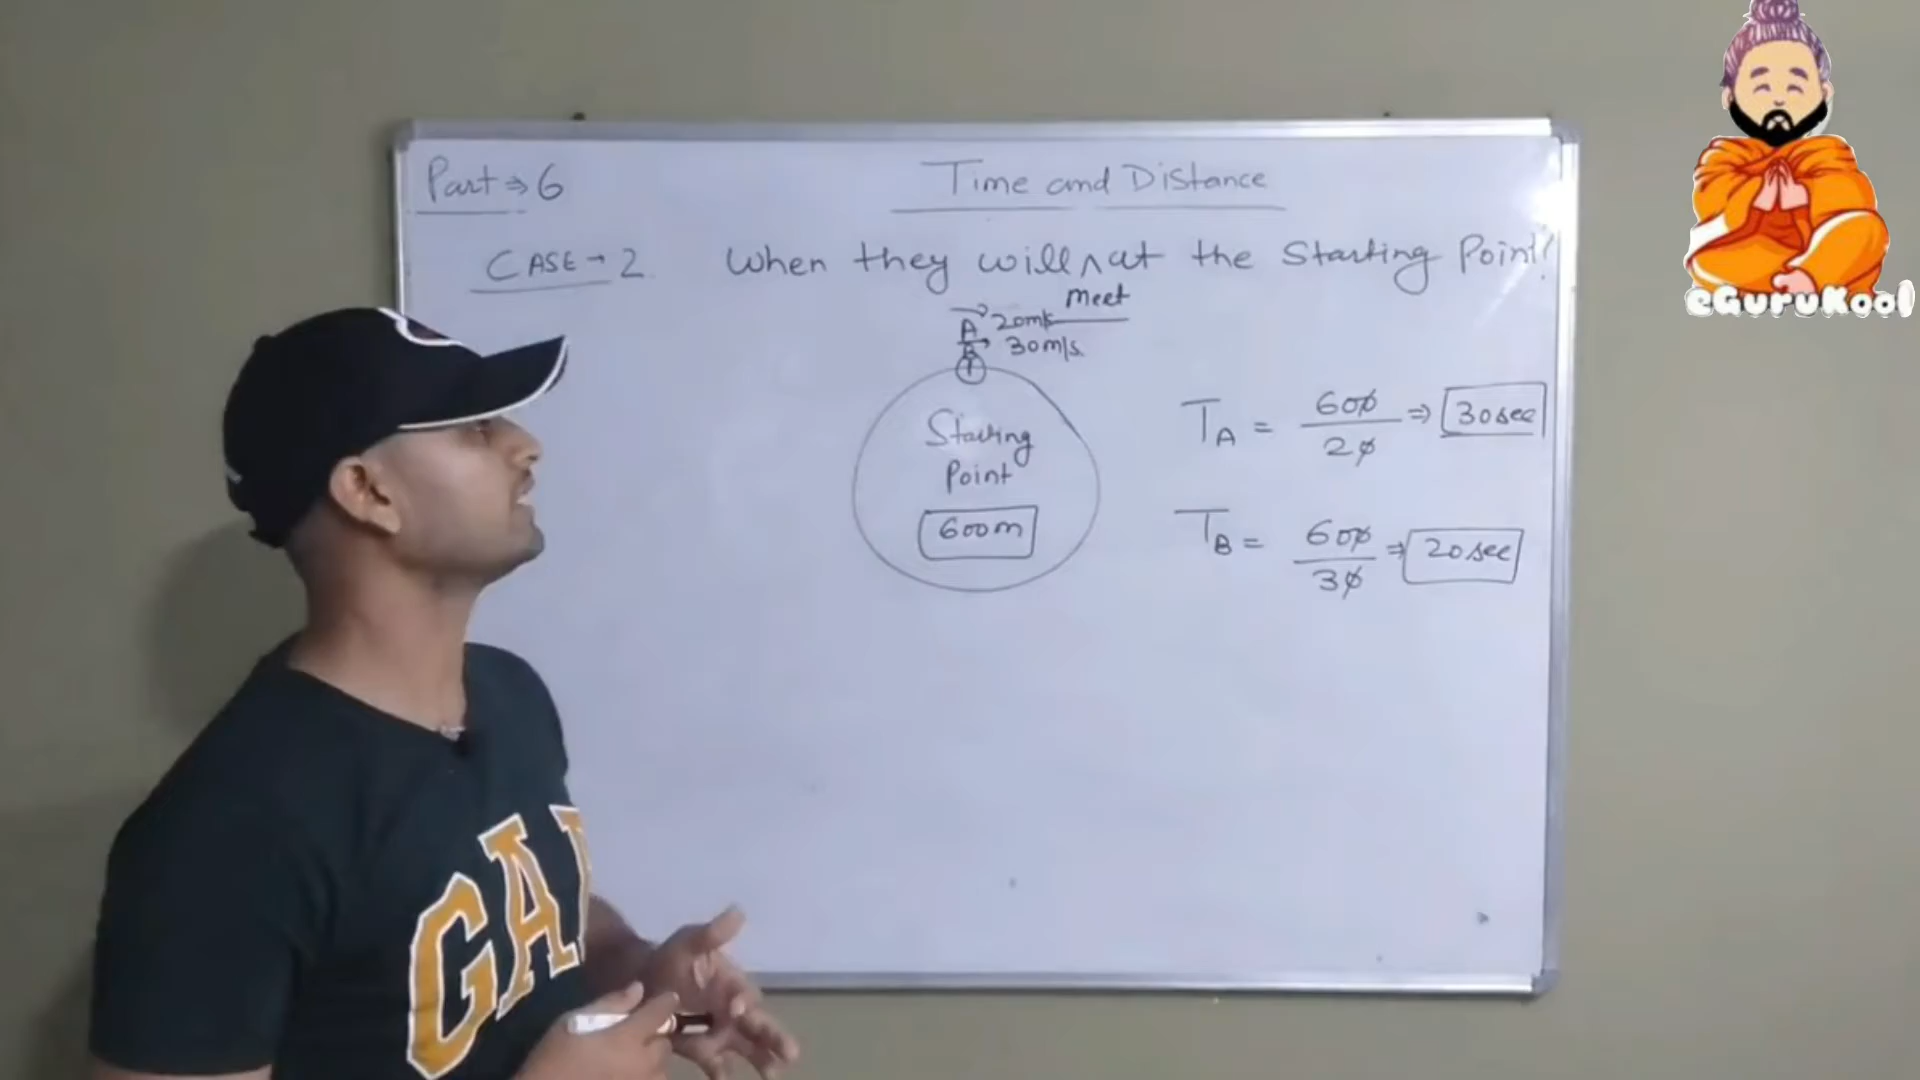 Part ⇒ 6
Time and Distance
CASE → 2 When they will ∧ at the Starting Point?
Meet
A → 20m/s
B → 30m/s.
Starting
Point
600m
TA = 600/20 ⇒ 30sec
TB = 600/30 ⇒ 20sec
GA
eGuruKool